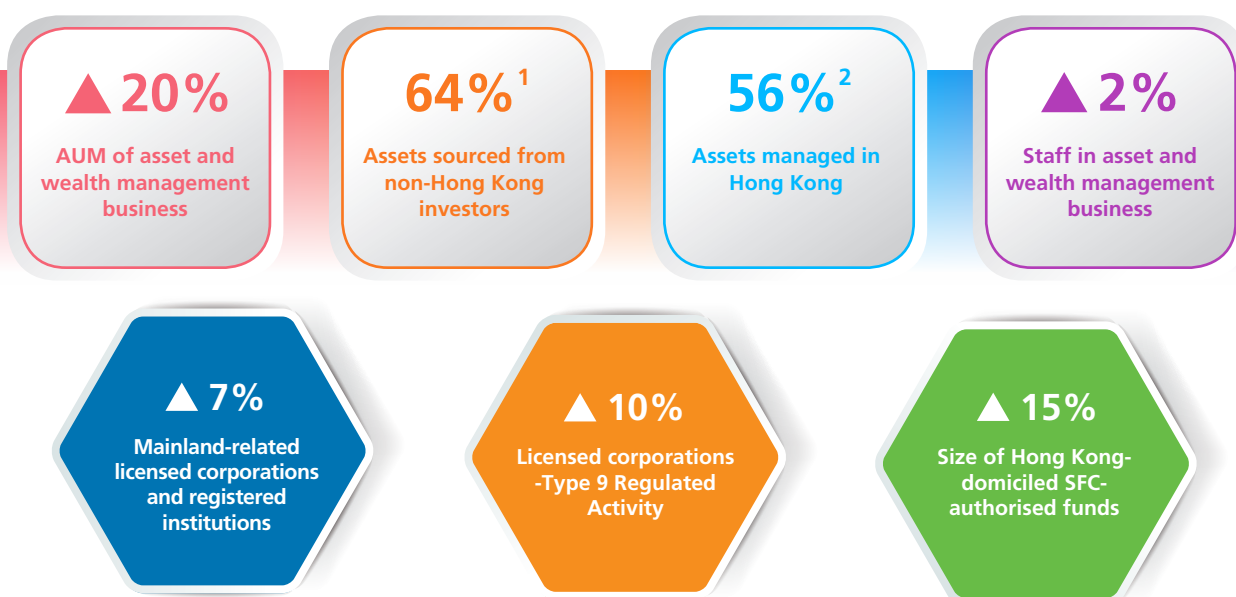 ▲ 20%
AUM of asset and
wealth management
business
64%1
Assets sourced from
non-Hong Kong
investors
56%2
Assets managed in
Hong Kong
▲ 2%
Staff in asset and
wealth management
business
▲ 7%
Mainland-related
licensed corporations
and registered
institutions
▲ 10%
Licensed corporations
-Type 9 Regulated
Activity
▲ 15%
Size of Hong Kong-
domiciled SFC-
authorised funds